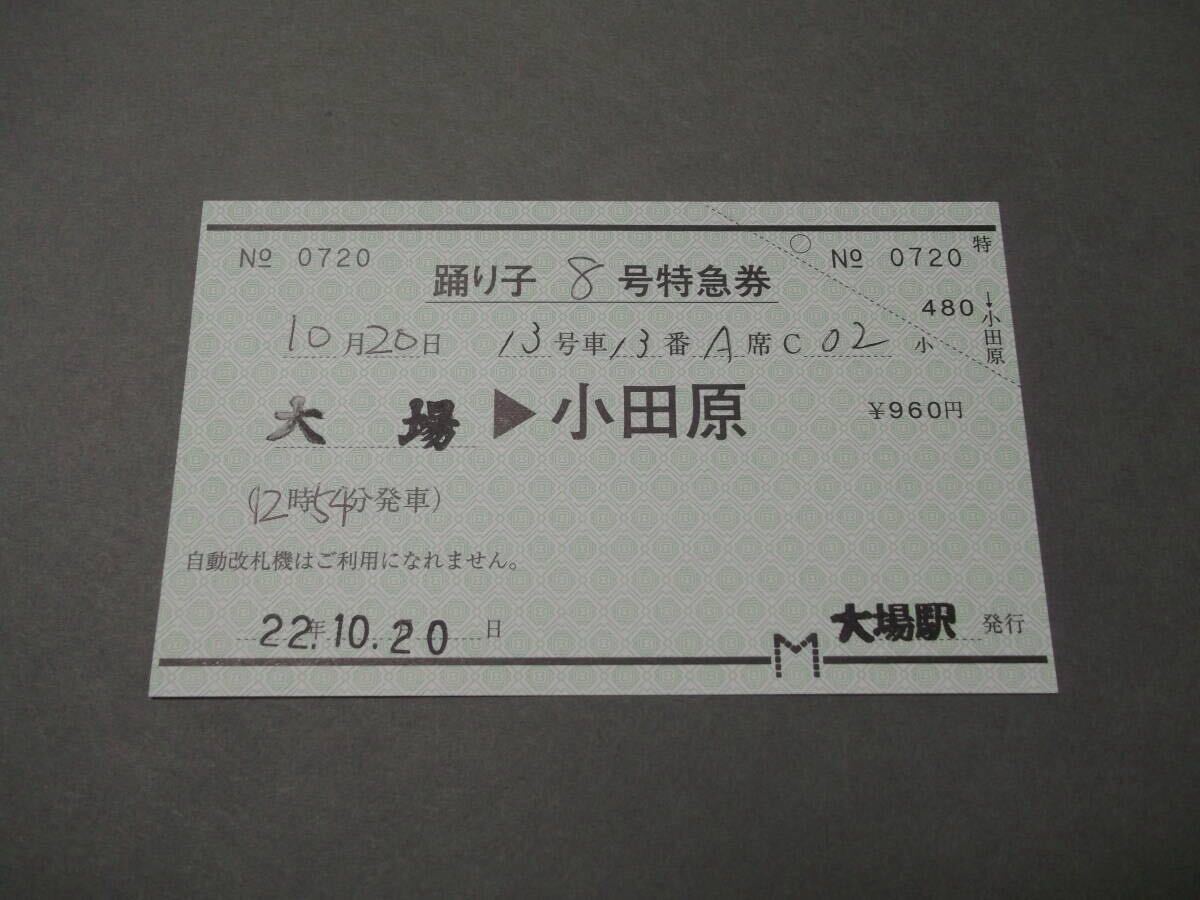 № 0720
踊り子 8 号特急券
№ 0720 特
480 →小田原
10月20日 13号車13番A席C 02 小
大場▶小田原
¥960円
(12時54分発車)
自動改札機はご利用になれません。
22年.10.20日
大場駅発行
M